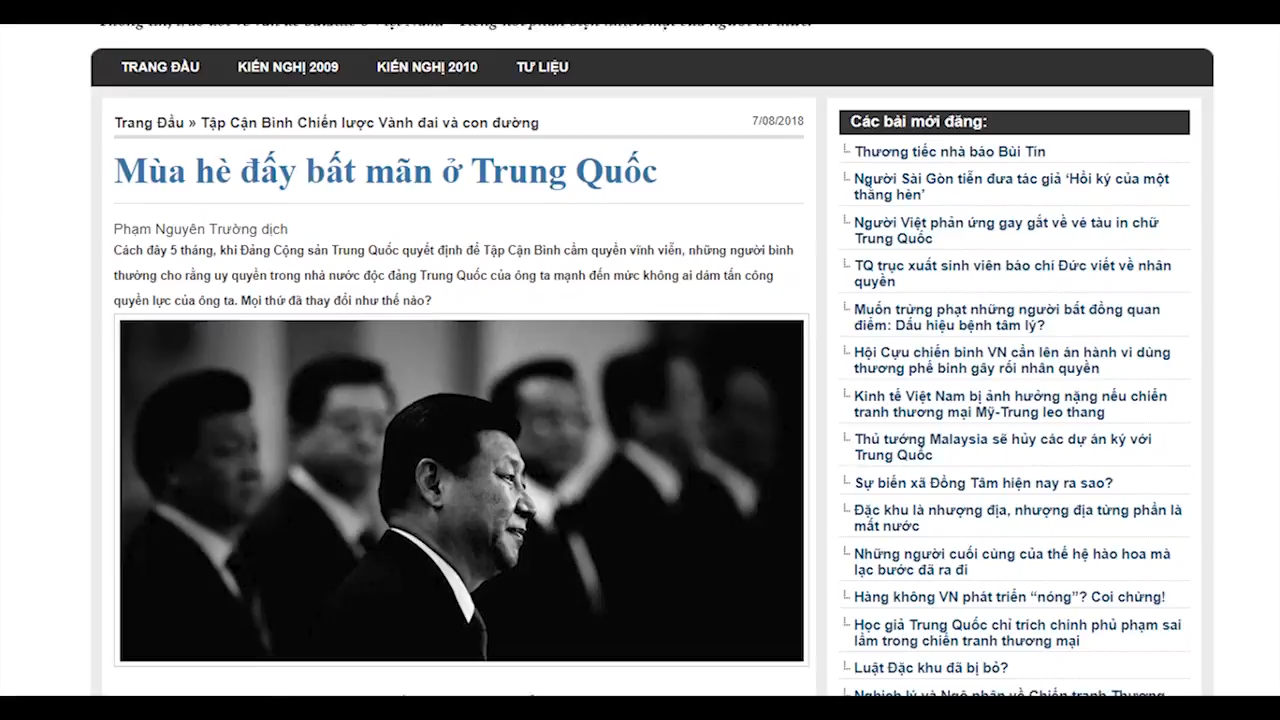 TRANG ĐẦU KIẾN NGHỊ 2009 KIẾN NGHỊ 2010 TƯ LIỆU
Trang Đầu » Tập Cận Bình Chiến lược Vành đai và con đường 7/08/2018
Mùa hè đấy bất mãn ở Trung Quốc
Phạm Nguyên Trường dịch
Cách đây 5 tháng, khi Đảng Cộng sản Trung Quốc quyết định để Tập Cận Bình cầm quyền vĩnh viễn, những người bình
thường cho rằng uy quyền trong nhà nước độc đảng Trung Quốc của ông ta mạnh đến mức không ai dám tấn công
quyền lực của ông ta. Mọi thứ đã thay đổi như thế nào?
Các bài mới đăng:
Thương tiếc nhà báo Bùi Tín
Người Sài Gòn tiễn đưa tác giả ‘Hồi ký của một
thằng hèn’
Người Việt phản ứng gay gắt về vé tàu in chữ
Trung Quốc
TQ trục xuất sinh viên báo chí Đức viết về nhân
quyền
Muốn trừng phạt những người bất đồng quan
điểm: Dấu hiệu bệnh tâm lý?
Hội Cựu chiến binh VN cần lên án hành vi dùng
thương phế binh gây rối nhân quyền
Kinh tế Việt Nam bị ảnh hưởng nặng nếu chiến
tranh thương mại Mỹ-Trung leo thang
Thủ tướng Malaysia sẽ hủy các dự án ký với
Trung Quốc
Sự biến xã Đồng Tâm hiện nay ra sao?
Đặc khu là nhượng địa, nhượng địa từng phần là
mất nước
Những người cuối cùng của thế hệ hào hoa mà
lạc bước đã ra đi
Hàng không VN phát triển “nóng”? Coi chừng!
Học giả Trung Quốc chỉ trích chính phủ phạm sai
lầm trong chiến tranh thương mại
Luật Đặc khu đã bị bỏ?